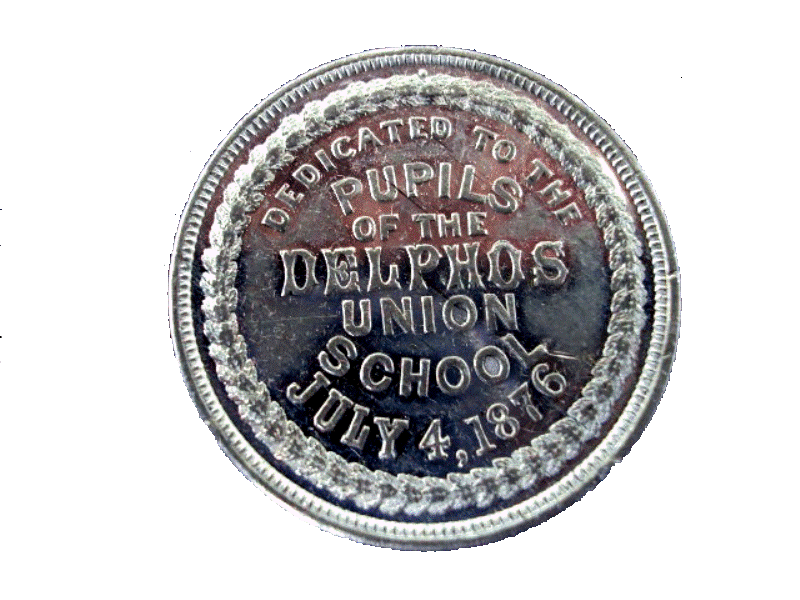 DEDICATED TO THE
PUPILS
OF THE
DELPHOS
UNION
SCHOOL
JULY 4, 1876